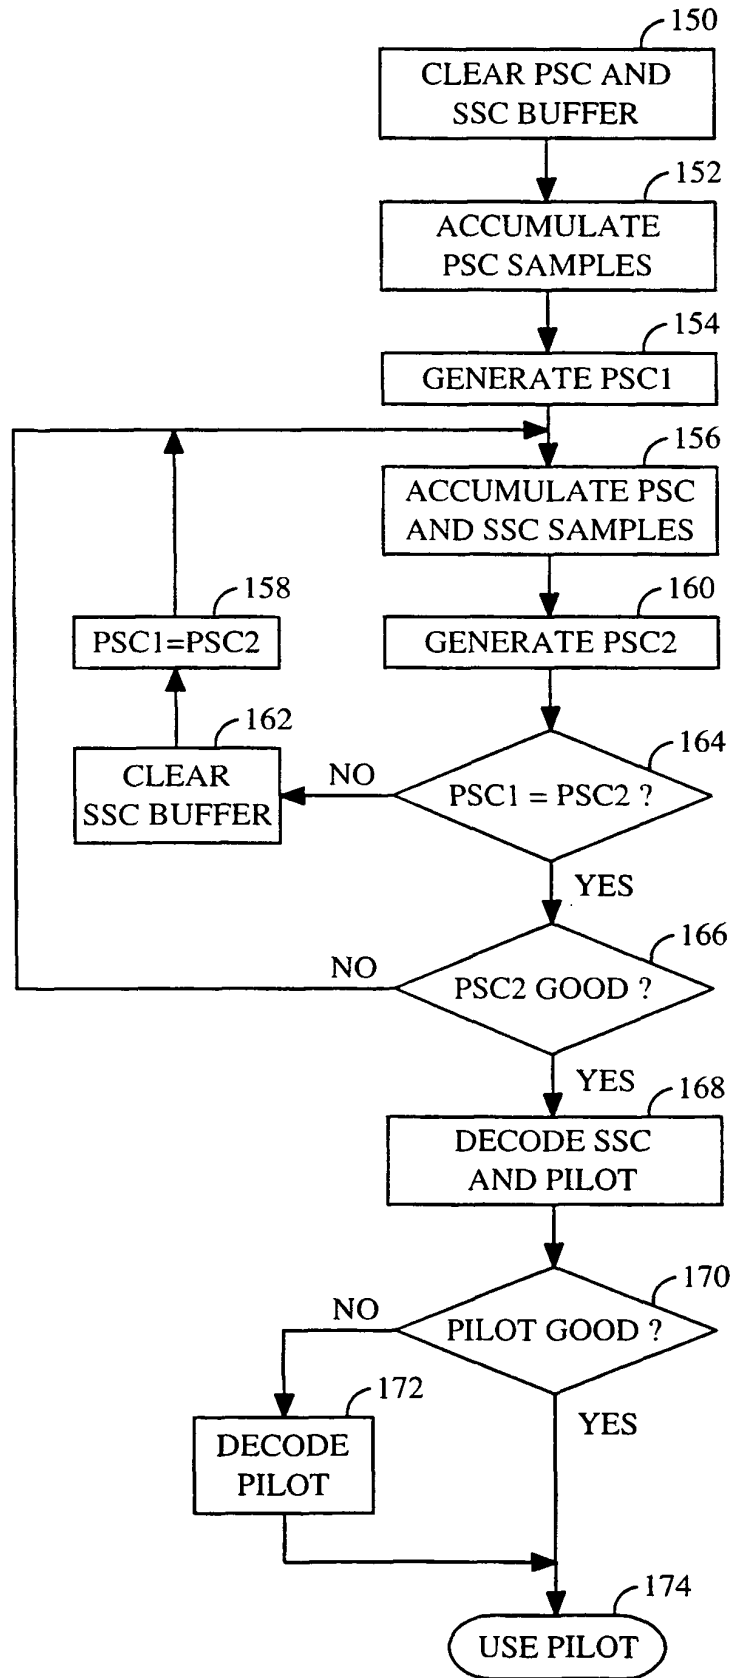 150
CLEAR PSC AND
SSC BUFFER
152
ACCUMULATE
PSC SAMPLES
154
GENERATE PSC1
156
ACCUMULATE PSC
AND SSC SAMPLES
158
PSC1=PSC2
160
GENERATE PSC2
162
CLEAR
SSC BUFFER
NO
164
PSC1 = PSC2 ?
YES
166
NO
PSC2 GOOD ?
YES
168
DECODE SSC
AND PILOT
170
NO
PILOT GOOD ?
172
YES
DECODE
PILOT
174
USE PILOT